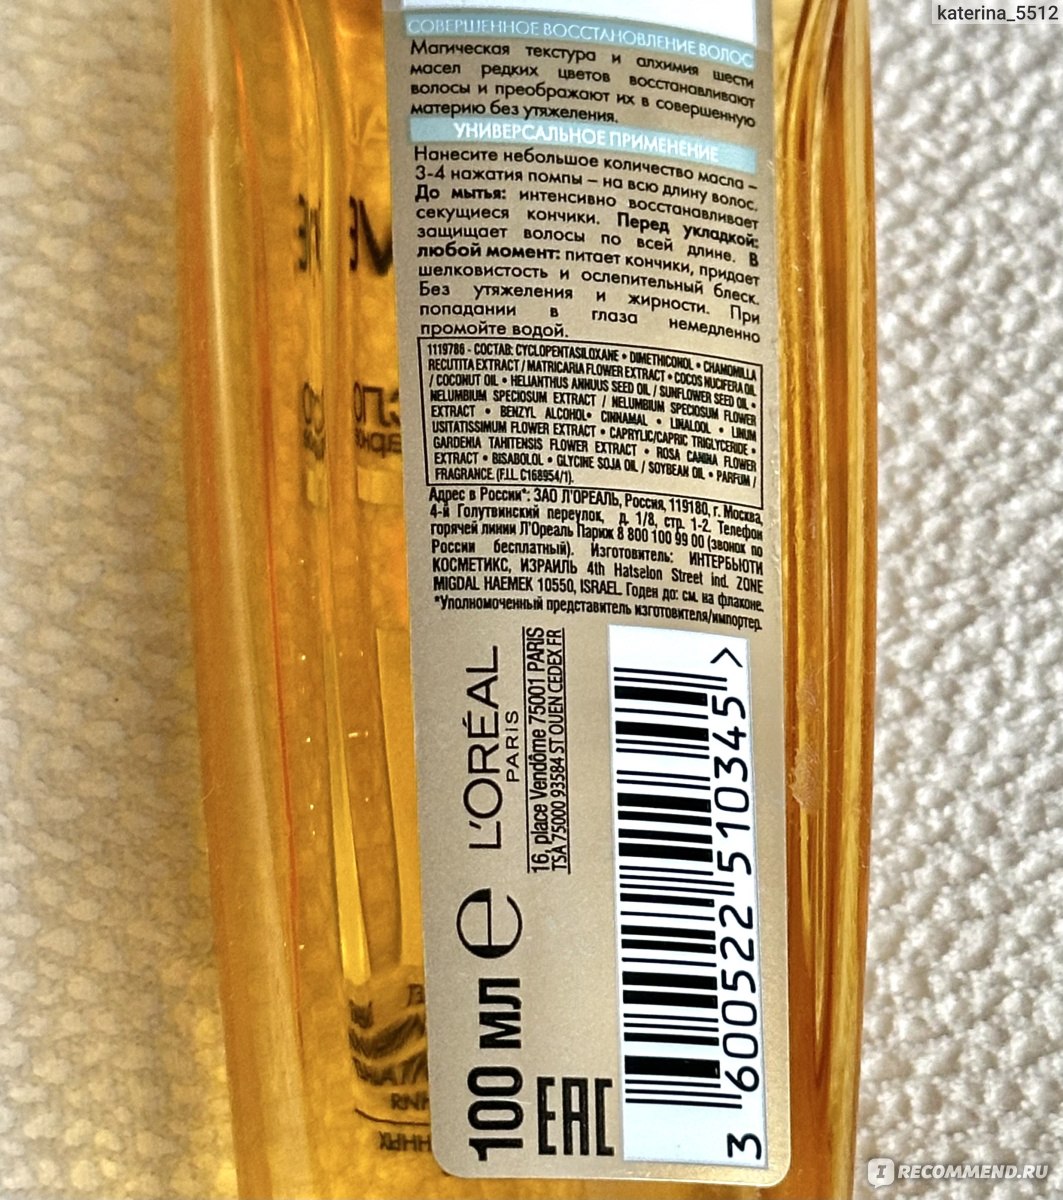 katerina_5512
СОВЕРШЕННОЕ ВОССТАНОВЛЕНИЕ ВОЛОС
Магическая текстура и алхимия шести
масел редких цветов восстанавливают
волосы и преображают их в совершенную
материю без утяжеления.
УНИВЕРСАЛЬНОЕ ПРИМЕНЕНИЕ
Нанесите небольшое количество масла –
3-4 нажатия помпы – на всю длину волос.
До мытья: интенсивно восстанавливает
секущиеся кончики. Перед укладкой:
защищает волосы по всей длине. В
любой момент: питает кончики, придает
шелковистость и ослепительный блеск.
Без утяжеления и жирности. При
попадании в глаза немедленно
промойте водой.
1119786 - СОСТАВ: CYCLOPENTASILOXANE • DIMETHICONOL • CHAMOMILLA
RECUTITA EXTRACT / MATRICARIA FLOWER EXTRACT • COCOS NUCIFERA OIL
/ COCONUT OIL • HELIANTHUS ANNUUS SEED OIL / SUNFLOWER SEED OIL •
NELUMBIUM SPECIOSUM EXTRACT / NELUMBIUM SPECIOSUM FLOWER
EXTRACT • BENZYL ALCOHOL• CINNAMAL • LINALOOL • LINUM
USITATISSIMUM FLOWER EXTRACT • CAPRYLIC/CAPRIC TRIGLYCERIDE •
GARDENIA TAHITENSIS FLOWER EXTRACT • ROSA CANINA FLOWER
EXTRACT • BISABOLOL • GLYCINE SOJA OIL / SOYBEAN OIL • PARFUM /
FRAGRANCE (F.I.L. C168954/1).
Адрес в России*: ЗАО Л'ОРЕАЛЬ, Россия, 119180, г. Москва,
4-й Голутвинский переулок, д. 1/8, стр. 1-2. Телефон
горячей линии Л'Ореаль Париж 8 800 100 99 00 (звонок по
России бесплатный). Изготовитель: ИНТЕРБЬЮТИ
КОСМЕТИКС, ИЗРАИЛЬ 4th Hatselon Street ind. ZONE
MIGDAL HAEMEK 10550, ISRAEL. Годен до: см. на флаконе.
*Уполномоченный представитель изготовителя/импортер.
L'ORÉAL
PARIS
16, place Vendôme 75001 PARIS
TSA 75000 93584 ST OUEN CEDEX FR
100 МЛ e
EAC
3 600522 510345 >
RECOMMEND.RU